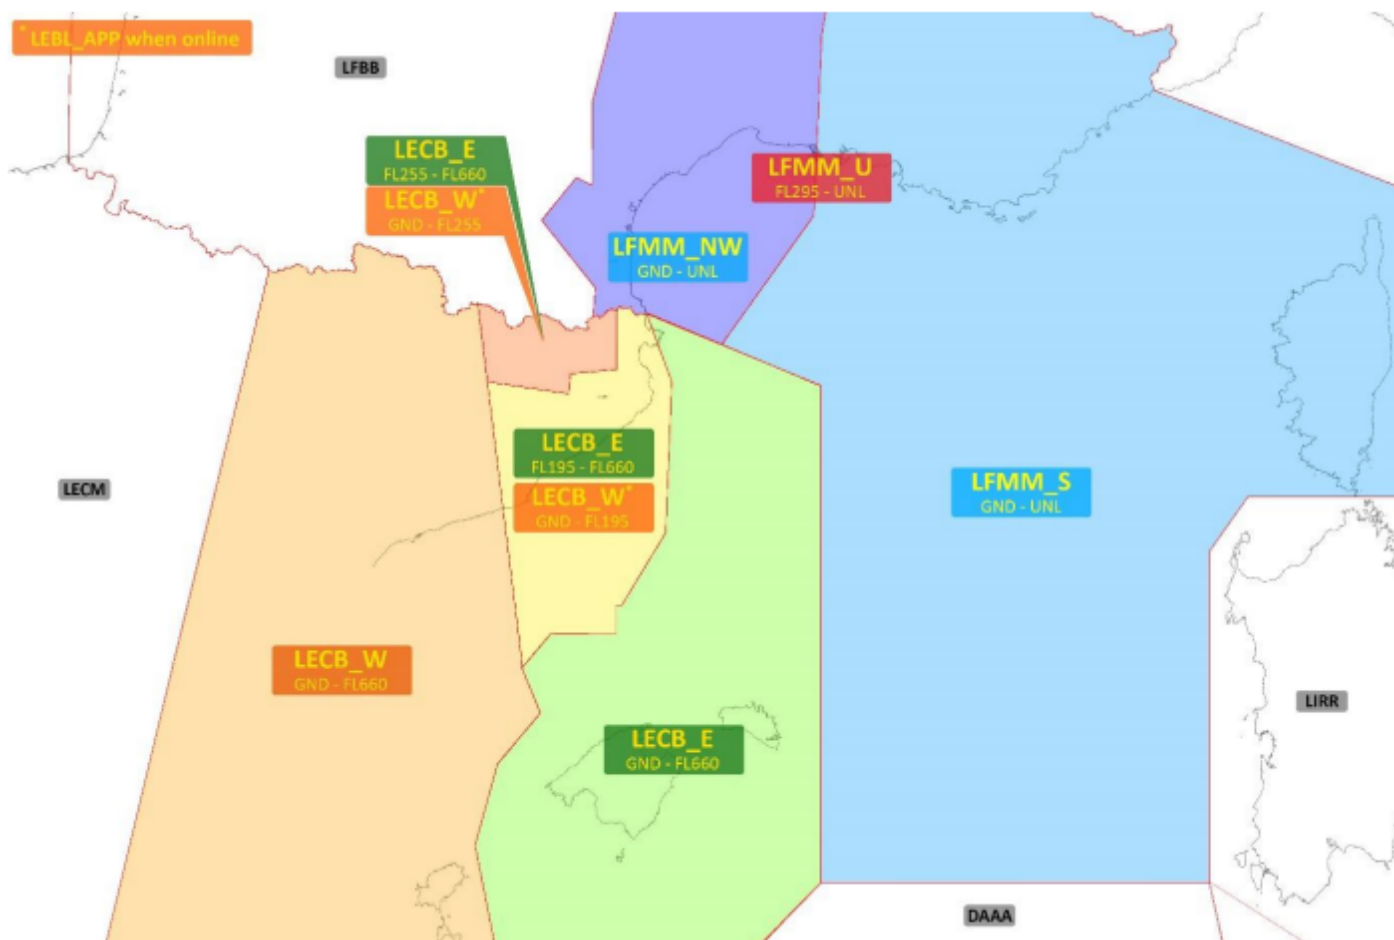 * LEBL_APP when online
LFBB
LECB_E
FL255 - FL660
LECB_W*
GND - FL255
LFMM_U
FL295 - UNL
LFMM_NW
GND - UNL
LECB_E
FL195 - FL660
LECB_W*
GND - FL195
LECM
LFMM_S
GND - UNL
LECB_W
GND - FL660
LECB_E
GND - FL660
LIRR
DAAA